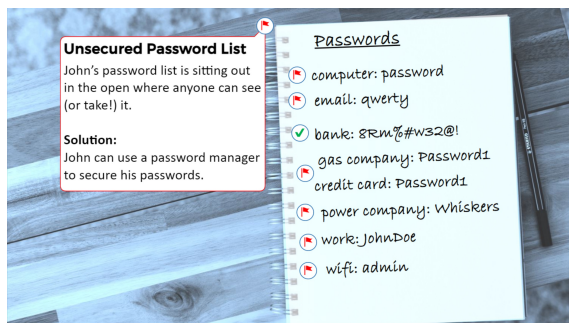 Unsecured Password List
John's password list is sitting out
in the open where anyone can see
(or take!) it.
Solution:
John can use a password manager
to secure his passwords.
Passwords
computer: password
email: qwerty
bank: 8Rm%#w32@!
gas company: Password1
credit card: Password1
power company: Whiskers
work: JohnDoe
wifi: admin